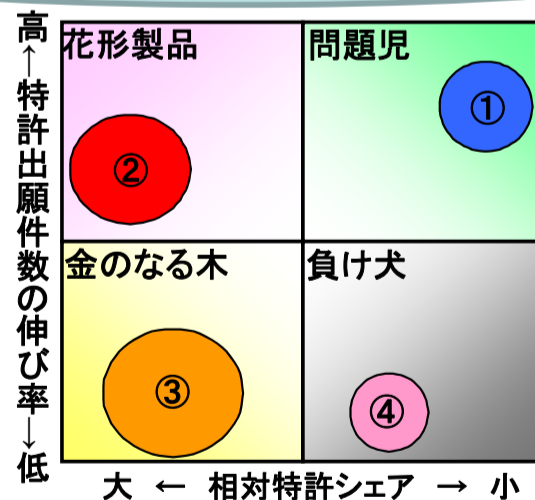 高←特許出願件数の伸び率→低
花形製品
問題児
①
②
金のなる木
負け犬
③
④
大 ← 相対特許シェア → 小